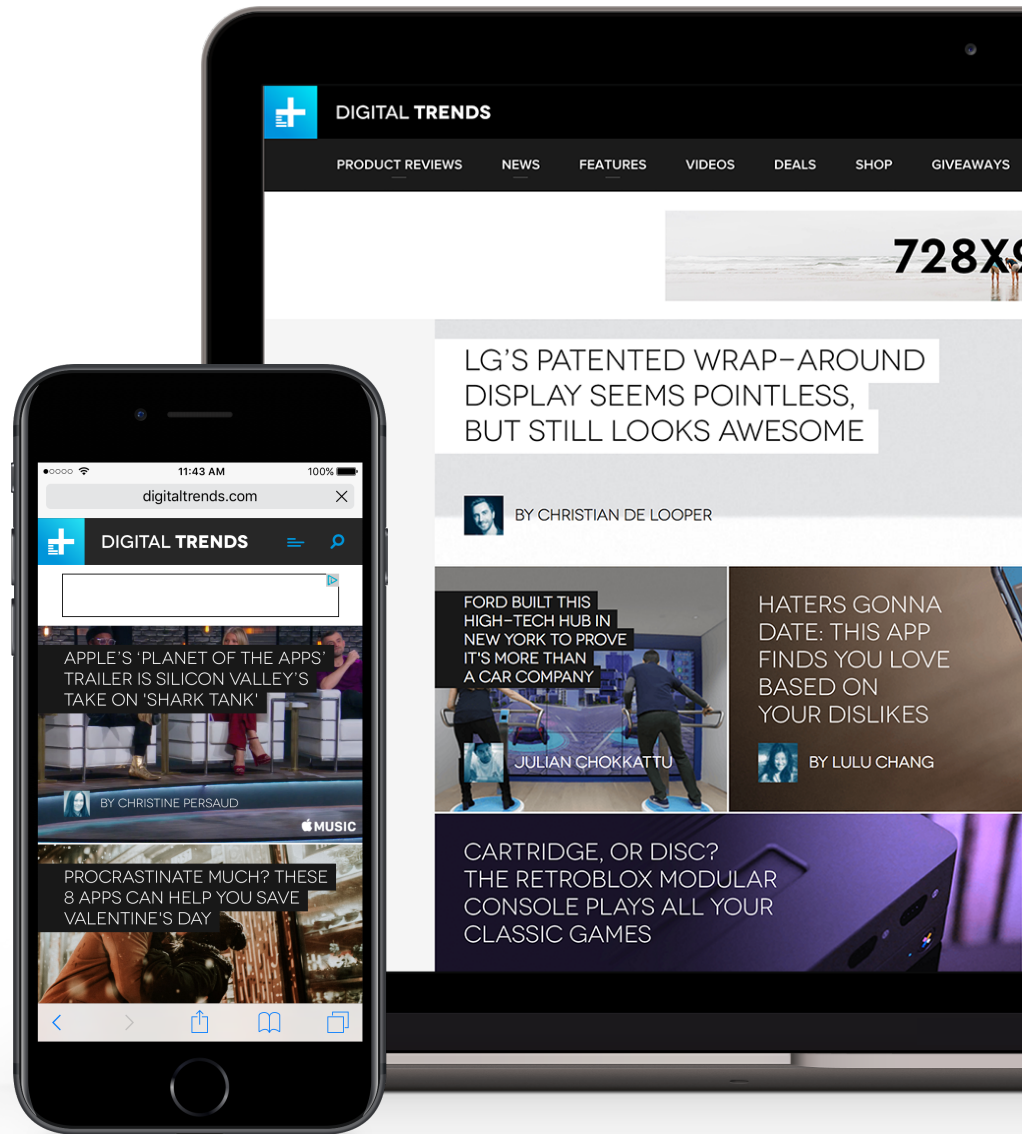 DIGITAL TRENDS
PRODUCT REVIEWS NEWS FEATURES VIDEOS DEALS SHOP GIVEAWAYS
728X9
LG’S PATENTED WRAP–AROUND
DISPLAY SEEMS POINTLESS,
BUT STILL LOOKS AWESOME
BY CHRISTIAN DE LOOPER
FORD BUILT THIS
HIGH–TECH HUB IN
NEW YORK TO PROVE
IT'S MORE THAN
A CAR COMPANY
JULIAN CHOKKATTU
HATERS GONNA
DATE: THIS APP
FINDS YOU LOVE
BASED ON
YOUR DISLIKES
BY LULU CHANG
CARTRIDGE, OR DISC?
THE RETROBLOX MODULAR
CONSOLE PLAYS ALL YOUR
CLASSIC GAMES
11:43 AM 100%
digitaltrends.com
DIGITAL TRENDS
APPLE’S ‘PLANET OF THE APPS’
TRAILER IS SILICON VALLEY’S
TAKE ON 'SHARK TANK'
BY CHRISTINE PERSAUD
MUSIC
PROCRASTINATE MUCH? THESE
8 APPS CAN HELP YOU SAVE
VALENTINE'S DAY